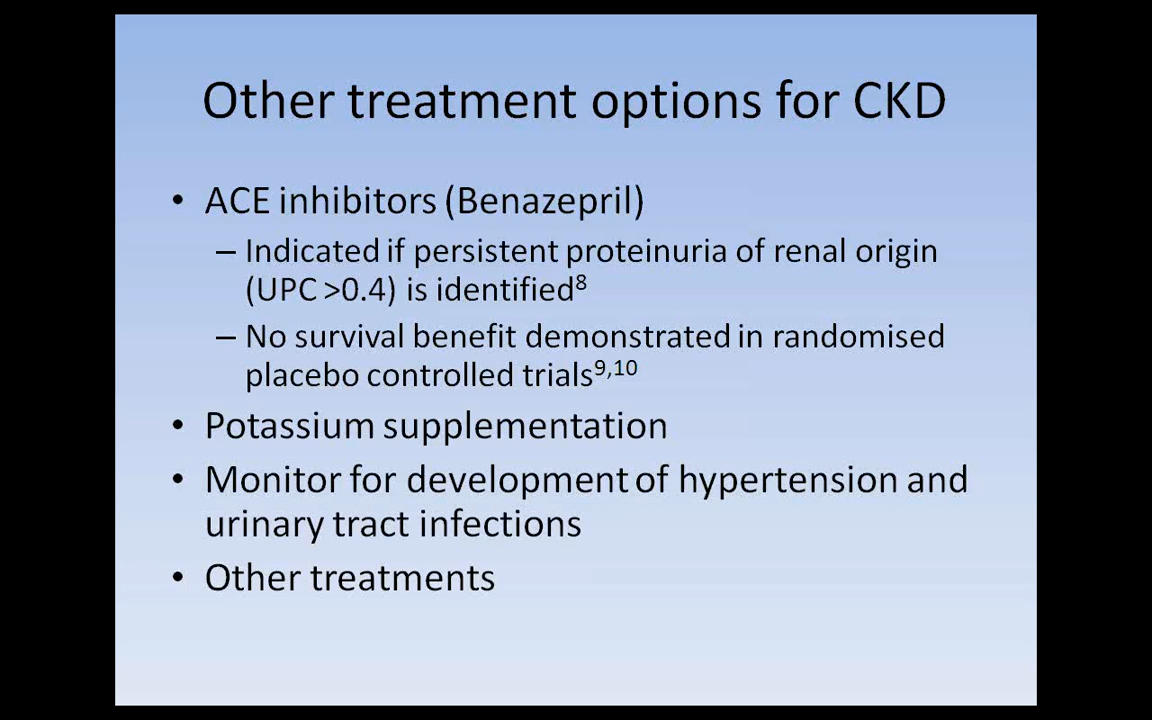 Other treatment options for CKD
• ACE inhibitors (Benazepril)
– Indicated if persistent proteinuria of renal origin
(UPC >0.4) is identified8
– No survival benefit demonstrated in randomised
placebo controlled trials9,10
• Potassium supplementation
• Monitor for development of hypertension and
urinary tract infections
• Other treatments